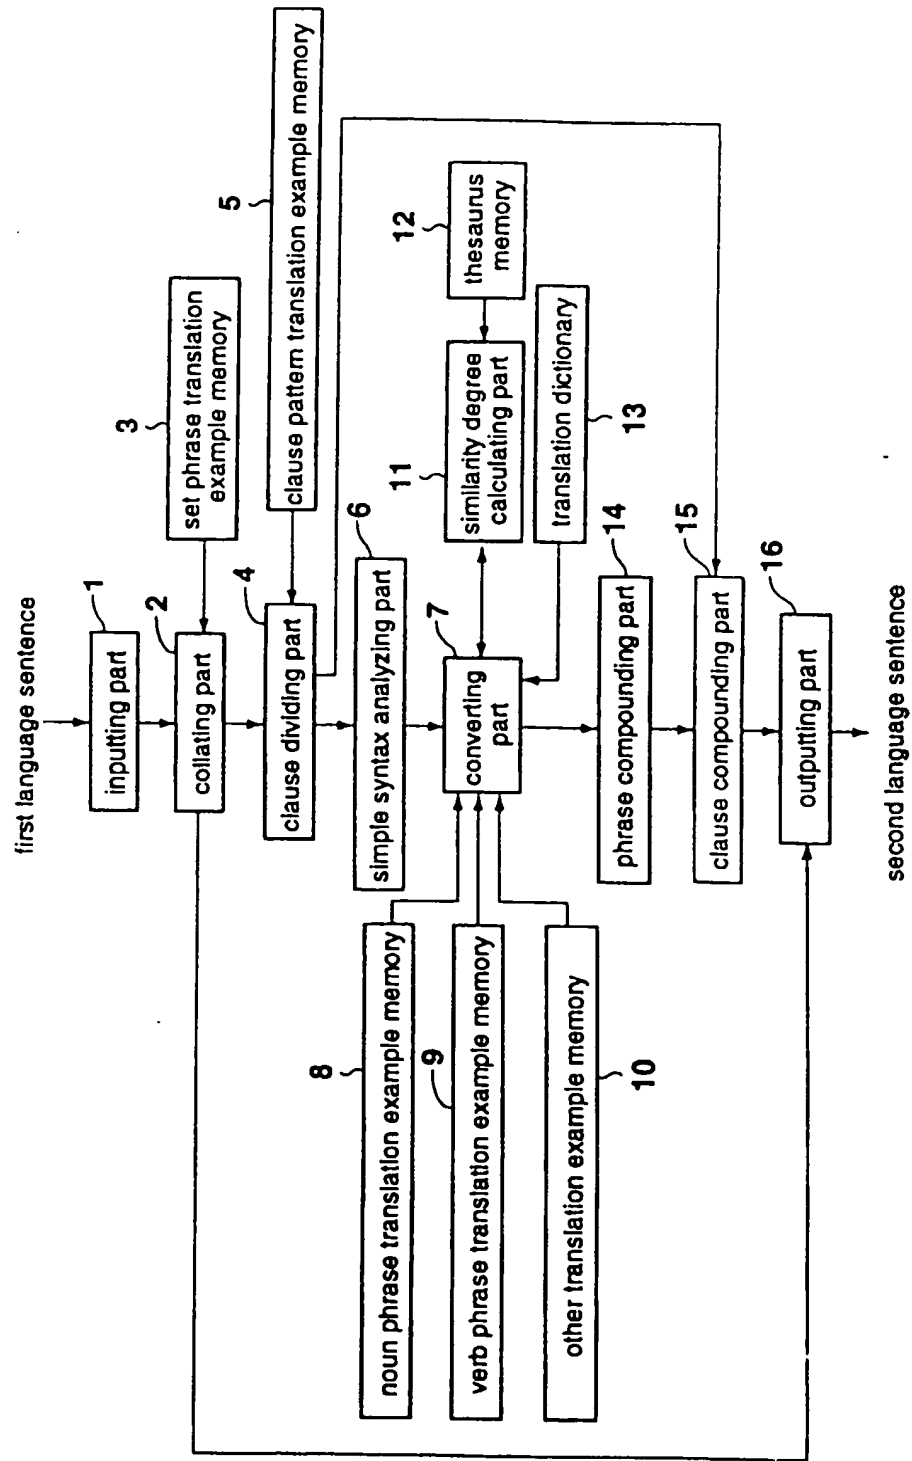 first language sentence
1
inputting part
2
collating part
3
set phrase translation
example memory
4
clause dividing part
5
clause pattern translation example memory
6
simple syntax analyzing part
7
converting
part
8
noun phrase translation example memory
9
verb phrase translation example memory
10
other translation example memory
11
similarity degree
calculating part
12
thesaurus
memory
13
translation dictionary
14
phrase compounding part
15
clause compounding part
16
outputting part
second language sentence